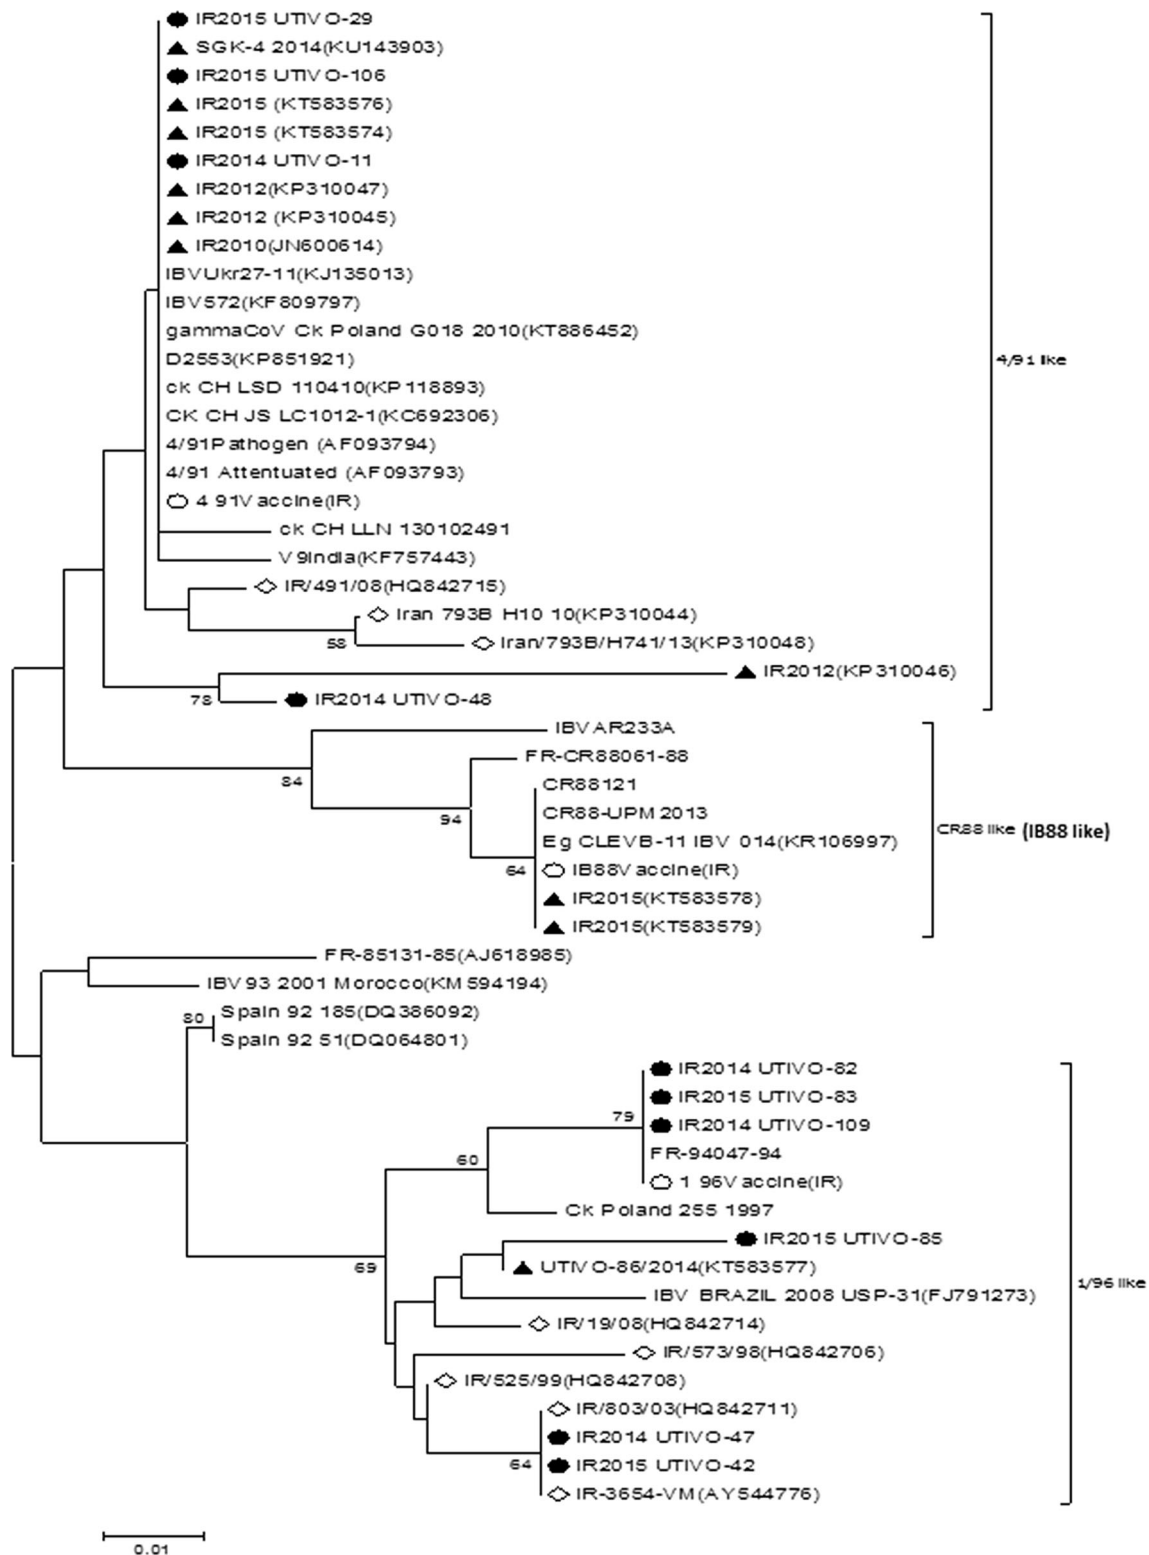 IR2015 UTIVO-29
SGK-4 2014(KU143903)
IR2015 UTIVO-106
IR2015 (KT583576)
IR2015 (KT583574)
IR2014 UTIVO-11
IR2012(KP310047)
IR2012 (KP310045)
IR2010(JN600614)
IBVUkr27-11(KJ135013)
IBV572(KF809797)
gammaCoV Ck Poland G018 2010(KT886452)
D2553(KP851921)
4/91 like
ck CH LSD 110410(KP118893)
CK CH JS LC1012-1(KC692306)
4/91Pathogen (AF093794)
4/91 Attentuated (AF093793)
4 91Vaccine(IR)
ck CH LLN 130102491
V9India(KF757443)
IR/491/08(HQ842715)
Iran 793B H10 10(KP310044)
58
Iran/793B/H741/13(KP310048)
IR2012(KP310046)
78
IR2014 UTIVO-48
IBVAR233A
FR-CR88061-88
84
CR88121
CR88-UPM 2013
94
CR88 like (IB88 like)
Eg CLEVB-11 IBV 014(KR106997)
64
IB88Vaccine(IR)
IR2015(KT583578)
IR2015(KT583579)
FR-85131-85(AJ618985)
IBV93 2001 Morocco(KM594194)
80
Spain 92 185(DQ386092)
Spain 92 51(DQ064801)
IR2014 UTIVO-82
IR2015 UTIVO-83
79
IR2014 UTIVO-109
FR-94047-94
60
1 96Vaccine(IR)
Ck Poland 255 1997
IR2015 UTIVO-85
69
UTIVO-86/2014(KT583577)
1/96 like
IBV BRAZIL 2008 USP-31(FJ791273)
IR/19/08(HQ842714)
IR/573/98(HQ842706)
IR/525/99(HQ842708)
IR/803/03(HQ842711)
IR2014 UTIVO-47
64
IR2015 UTIVO-42
IR-3654-VM(AY544776)
0.01